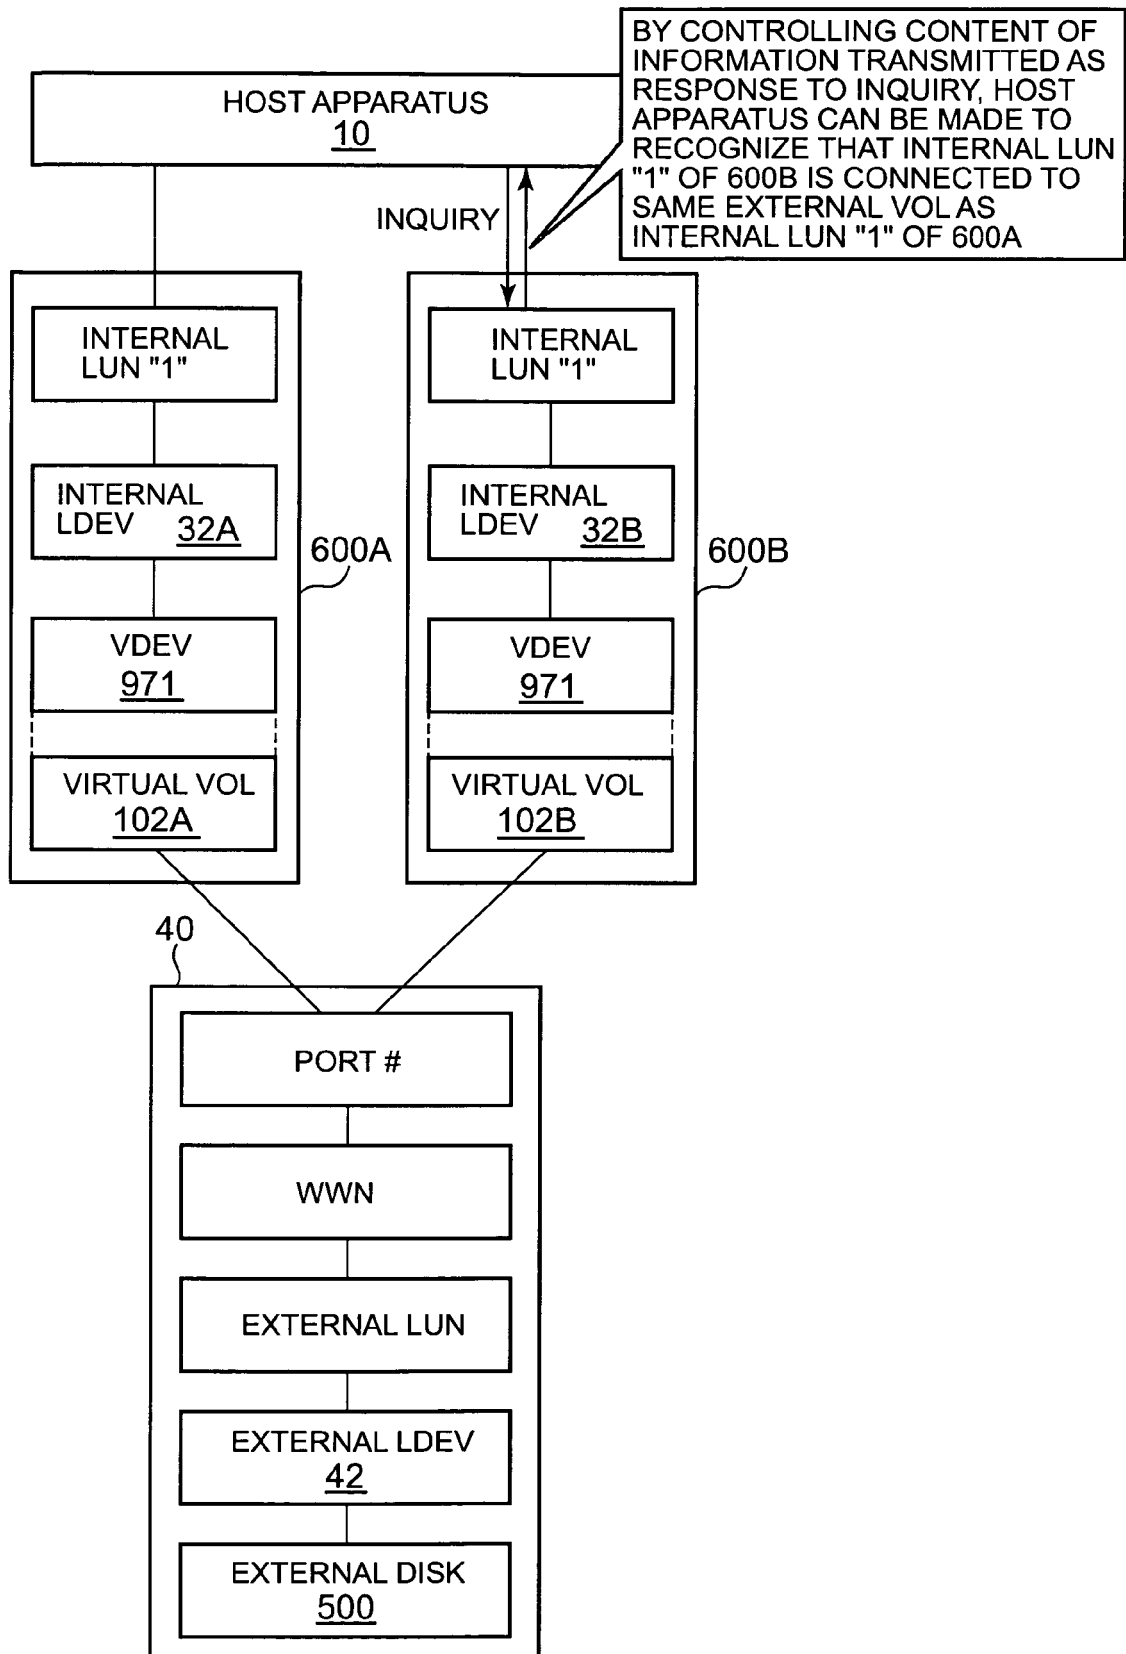 BY CONTROLLING CONTENT OF
INFORMATION TRANSMITTED AS
RESPONSE TO INQUIRY, HOST
APPARATUS CAN BE MADE TO
RECOGNIZE THAT INTERNAL LUN
"1" OF 600B IS CONNECTED TO
SAME EXTERNAL VOL AS
INTERNAL LUN "1" OF 600A
HOST APPARATUS
10
INQUIRY
INTERNAL
LUN "1"
INTERNAL
LDEV 32A
600A
VDEV
971
VIRTUAL VOL
102A
INTERNAL
LUN "1"
INTERNAL
LDEV 32B
600B
VDEV
971
VIRTUAL VOL
102B
40
PORT #
WWN
EXTERNAL LUN
EXTERNAL LDEV
42
EXTERNAL DISK
500